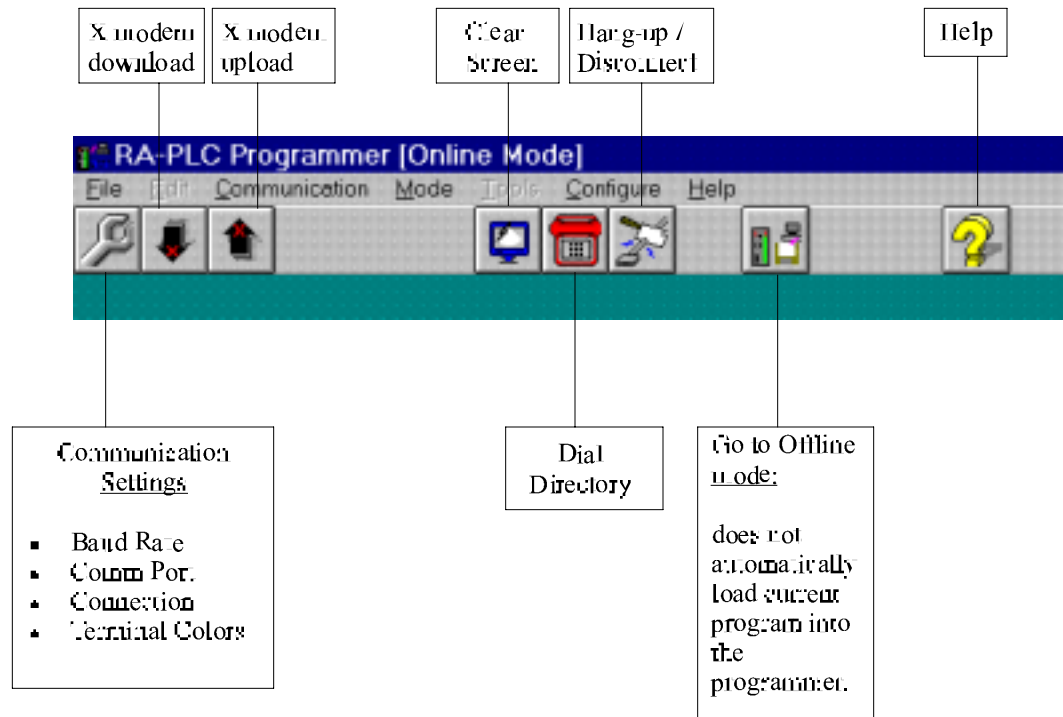 X modem download
X modem upload
Clear Screen
Hang-up / Disconnect
Help
RA-PLC Programmer [Online Mode]
File Edit Communication Mode Tools Configure Help
Communication
Settings
Baud Rate
Comm Port
Connection
Terminal Colors
Dial
Directory
Go to Offline
mode:
does not
automatically
load current
program into
the
programmer.